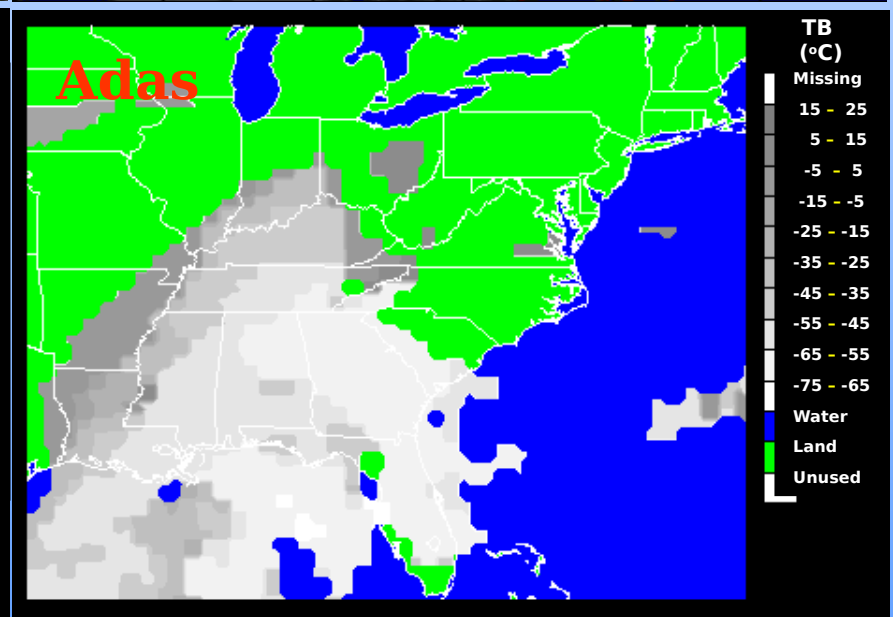 Adas
TB
(ºC)
Missing
15 - 25
5 - 15
-5 - 5
-15 - -5
-25 - -15
-35 - -25
-45 - -35
-55 - -45
-65 - -55
-75 - -65
Water
Land
Unused